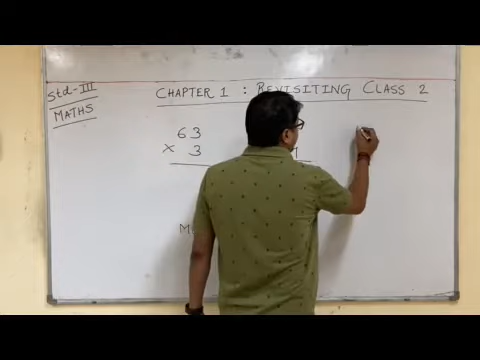 Std-III
MATHS
CHAPTER 1 : REVISITING CLASS 2
63
× 3